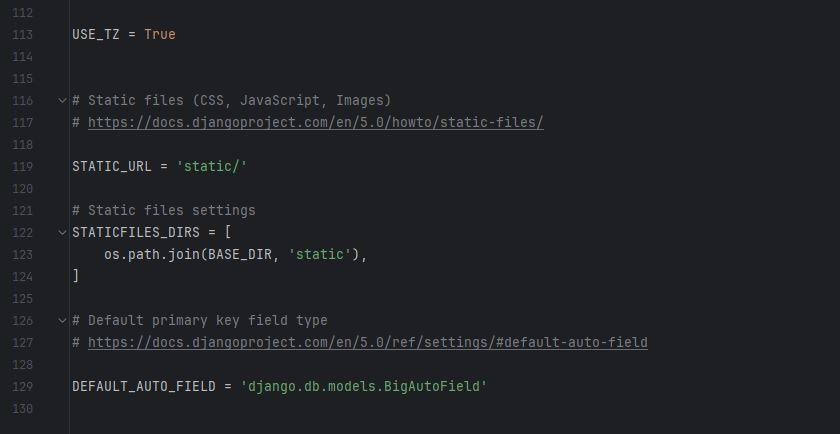 112
113 USE_TZ = True
114
115
116 # Static files (CSS, JavaScript, Images)
117 # https://docs.djangoproject.com/en/5.0/howto/static-files/
118
119 STATIC_URL = 'static/'
120
121 # Static files settings
122 STATICFILES_DIRS = [
123     os.path.join(BASE_DIR, 'static'),
124 ]
125
126 # Default primary key field type
127 # https://docs.djangoproject.com/en/5.0/ref/settings/#default-auto-field
128
129 DEFAULT_AUTO_FIELD = 'django.db.models.BigAutoField'
130